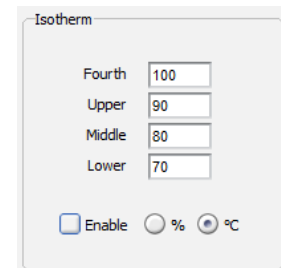 Isotherm
Fourth 100
Upper 90
Middle 80
Lower 70
Enable % °C